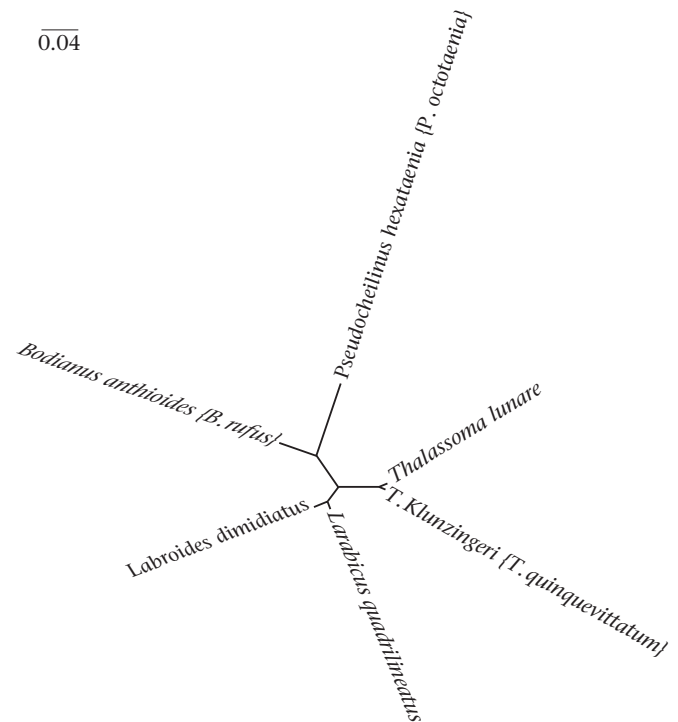 0.04
Pseudocheilinus hexataenia {P. octotaenia}
Bodianus anthioides {B. rufus}
Thalassoma lunare
T. Klunzingeri {T. quinquevittatum}
Labroides dimidiatus
Larabicus quadrilineatus